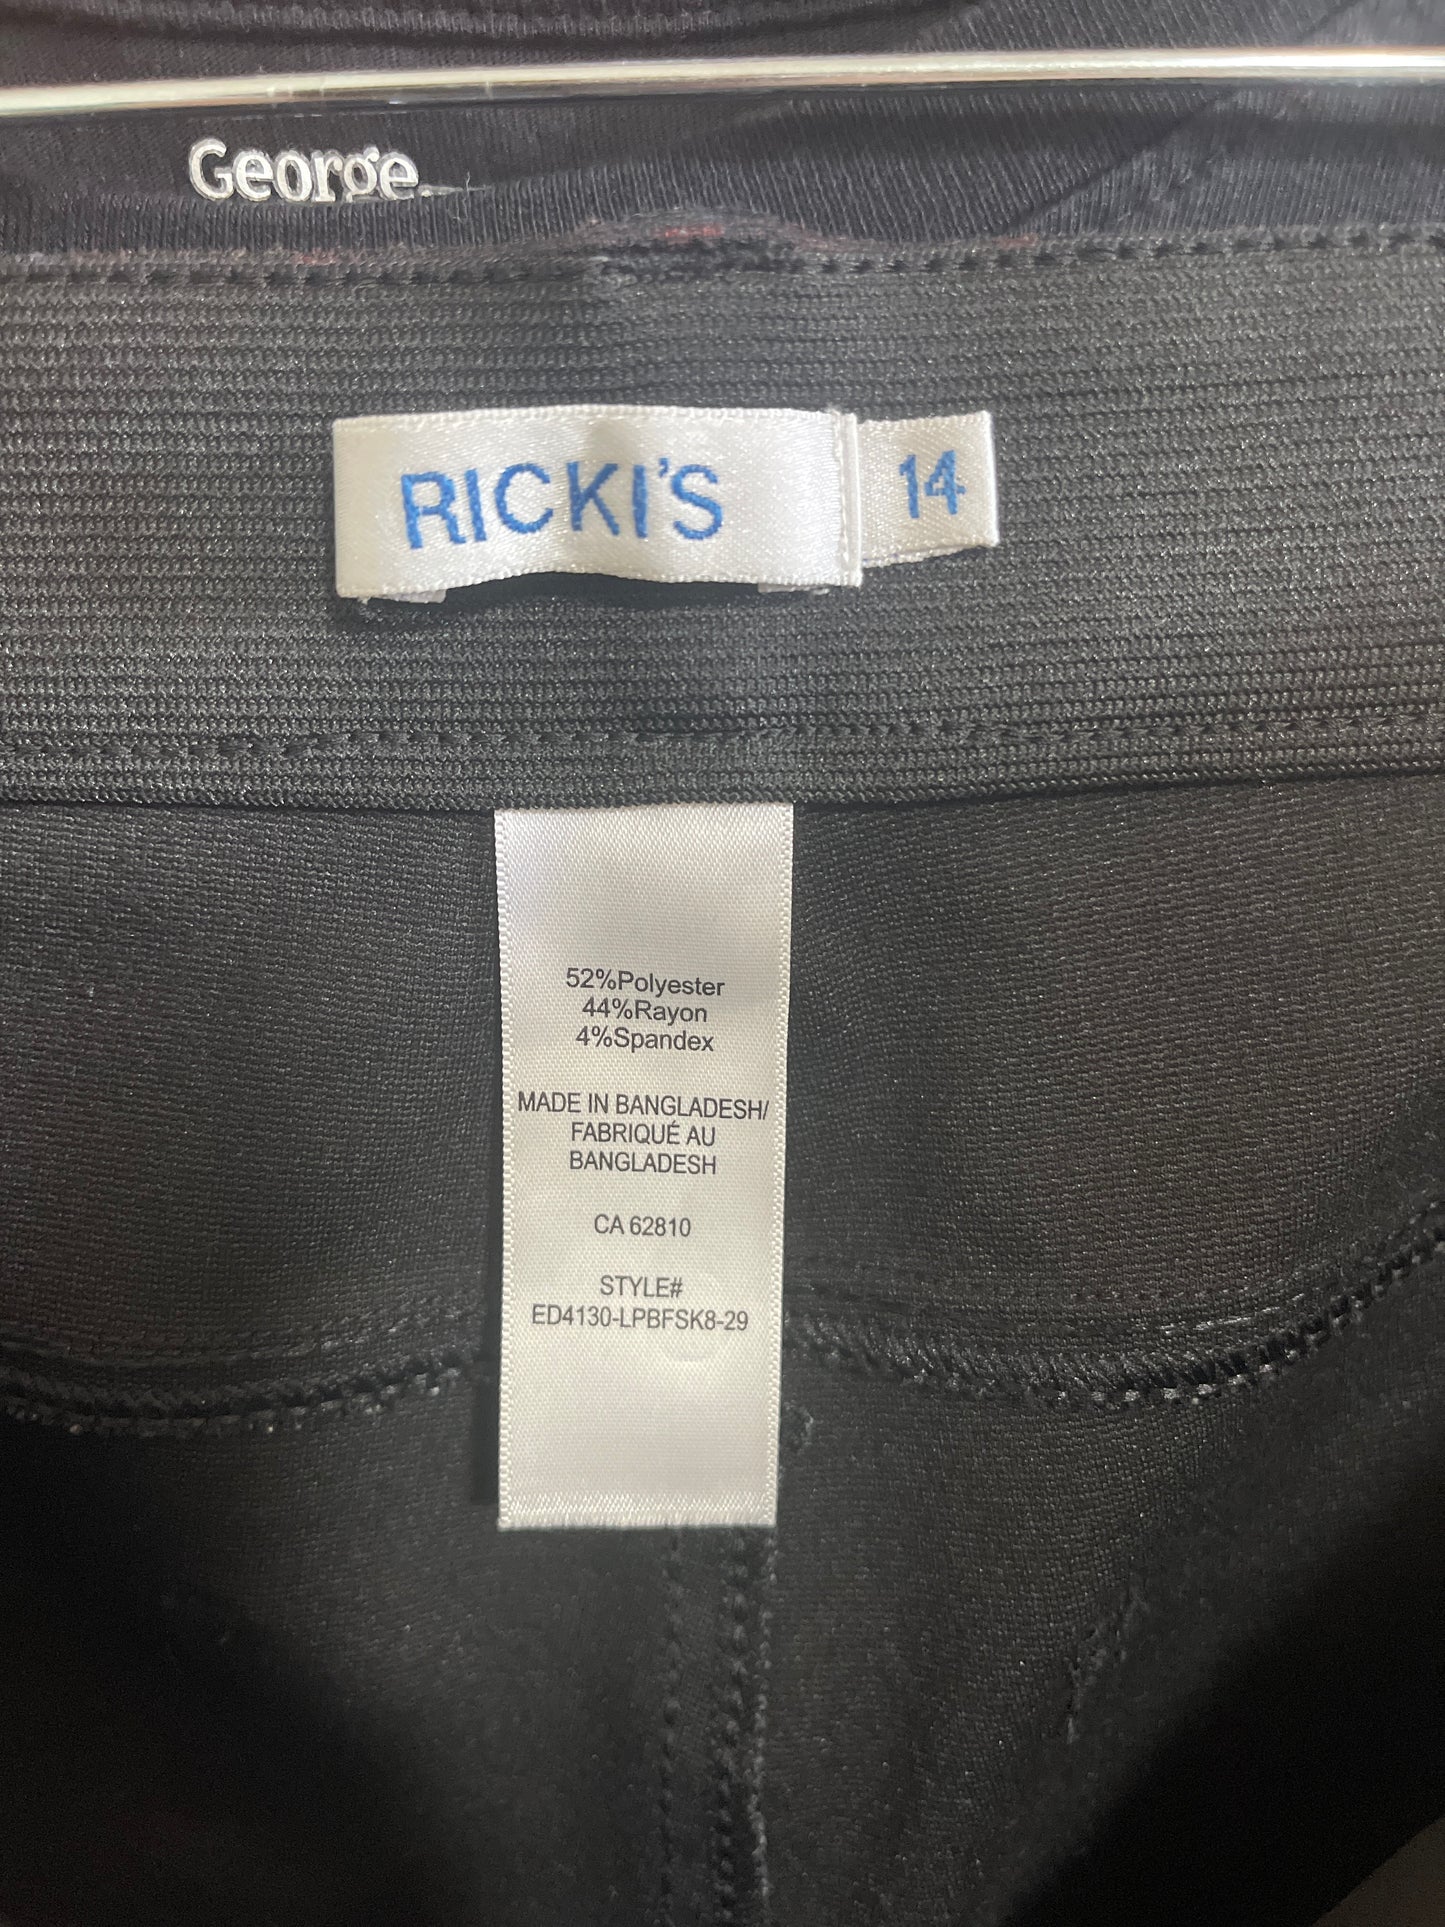 George.
RICKI'S 14
52%Polyester
44%Rayon
4%Spandex
MADE IN BANGLADESH/
FABRIQUÉ AU
BANGLADESH
CA 62810
STYLE#
ED4130-LPBFSK8-29